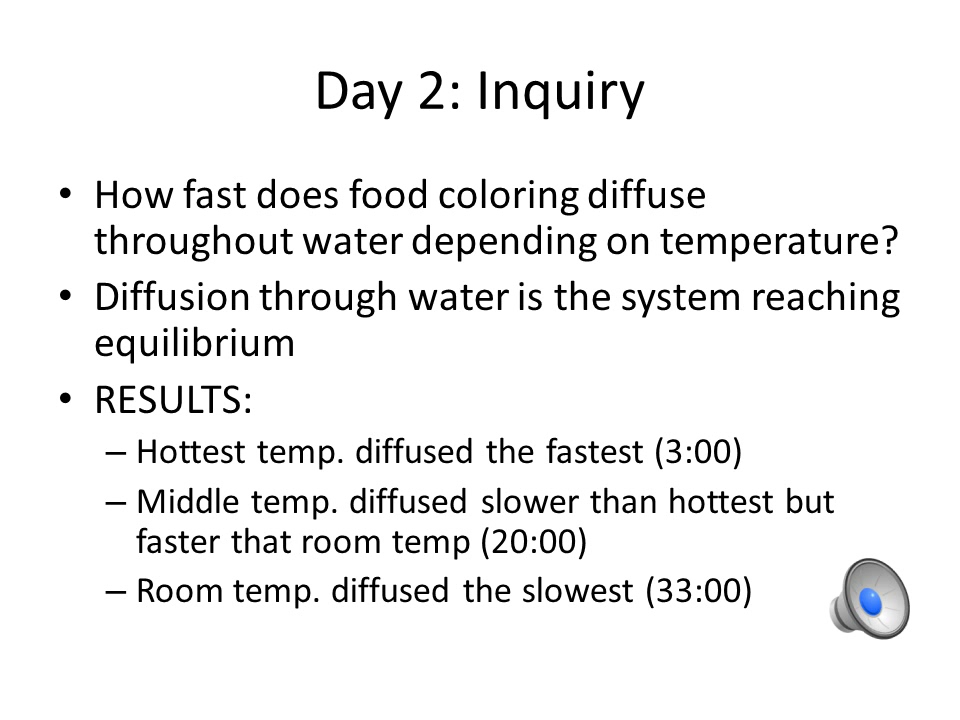 Day 2: Inquiry
• How fast does food coloring diffuse
throughout water depending on temperature?
• Diffusion through water is the system reaching
equilibrium
• RESULTS:
– Hottest temp. diffused the fastest (3:00)
– Middle temp. diffused slower than hottest but
faster that room temp (20:00)
– Room temp. diffused the slowest (33:00)